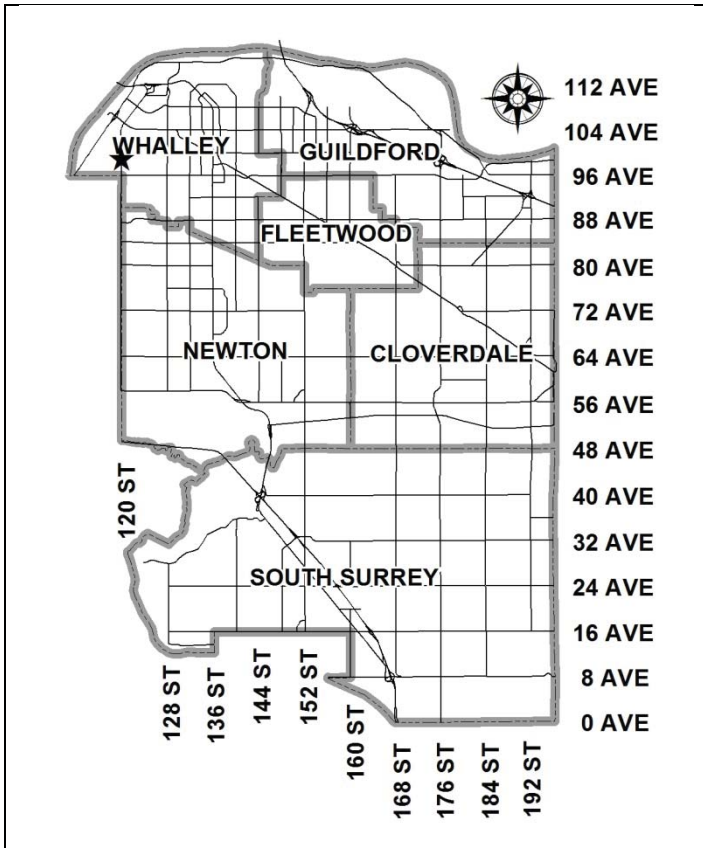 112 AVE
104 AVE
WHALLEY
GUILDFORD
96 AVE
88 AVE
FLEETWOOD
80 AVE
72 AVE
NEWTON
CLOVERDALE
64 AVE
56 AVE
48 AVE
120 ST
40 AVE
32 AVE
SOUTH SURREY
24 AVE
16 AVE
128 ST
136 ST
144 ST
152 ST
160 ST
8 AVE
0 AVE
168 ST
176 ST
184 ST
192 ST